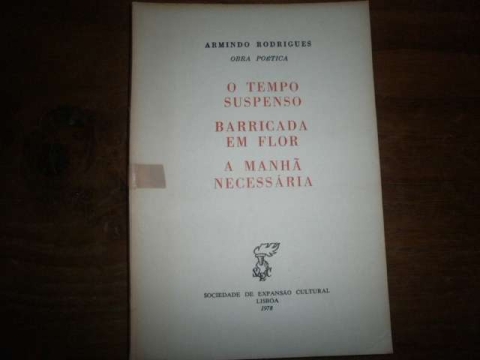 ARMINDO RODRIGUES
OBRA POETICA
O TEMPO
SUSPENSO
BARRICADA
EM FLOR
A MANHÃ
NECESSÁRIA
SOCIEDADE DE EXPANSÃO CULTURAL
LISBOA
1978